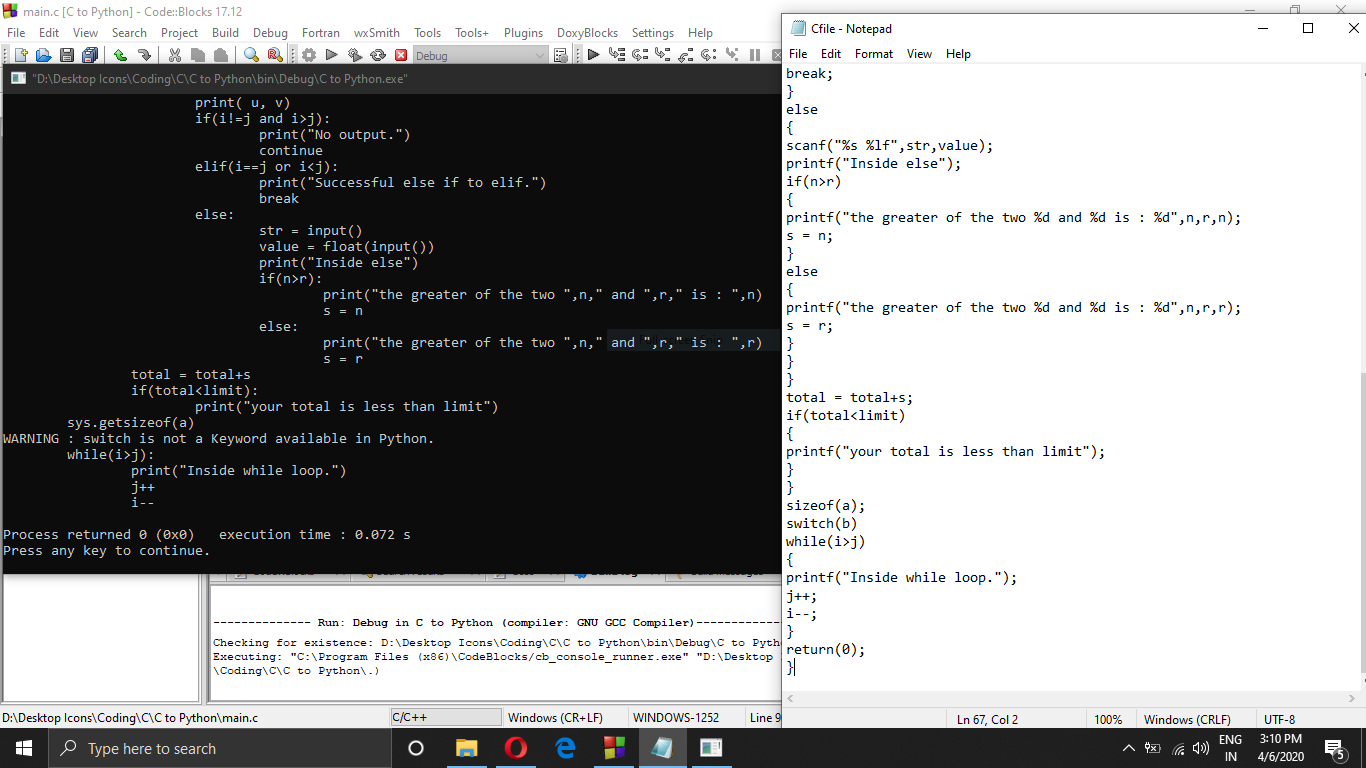 main.c [C to Python] - Code::Blocks 17.12
File Edit View Search Project Build Debug Fortran wxSmith Tools Tools+ Plugins DoxyBlocks Settings Help
Debug
"D:\Desktop Icons\Coding\C\C to Python\bin\Debug\C to Python.exe"
print( u, v)
if(i!=j and i>j):
print("No output.")
continue
elif(i==j or i<j):
print("Successful else if to elif.")
break
else:
str = input()
value = float(input())
print("Inside else")
if(n>r):
print("the greater of the two ",n," and ",r," is : ",n)
s = n
else:
print("the greater of the two ",n," and ",r," is : ",r)
s = r
total = total+s
if(total<limit):
print("your total is less than limit")
sys.getsizeof(a)
WARNING : switch is not a Keyword available in Python.
while(i>j):
print("Inside while loop.")
j++
i--
Process returned 0 (0x0)   execution time : 0.072 s
Press any key to continue.
-------------- Run: Debug in C to Python (compiler: GNU GCC Compiler)------------
Checking for existence: D:\Desktop Icons\Coding\C\C to Python\bin\Debug\C to Pyth
Executing: "C:\Program Files (x86)\CodeBlocks/cb_console_runner.exe" "D:\Desktop
\Coding\C\C to Python\.)
D:\Desktop Icons\Coding\C\C to Python\main.c
C/C++
Windows (CR+LF)
WINDOWS-1252
Line 9
Cfile - Notepad
File Edit Format View Help
break;
}
else
{
scanf("%s %lf",str,value);
printf("Inside else");
if(n>r)
{
printf("the greater of the two %d and %d is : %d",n,r,n);
s = n;
}
else
{
printf("the greater of the two %d and %d is : %d",n,r,r);
s = r;
}
}
}
total = total+s;
if(total<limit)
{
printf("your total is less than limit");
}
}
sizeof(a);
switch(b)
while(i>j)
{
printf("Inside while loop.");
j++;
i--;
}
return(0);
}
Ln 67, Col 2
100%
Windows (CRLF)
UTF-8
Type here to search
ENG
IN
3:10 PM
4/6/2020
5